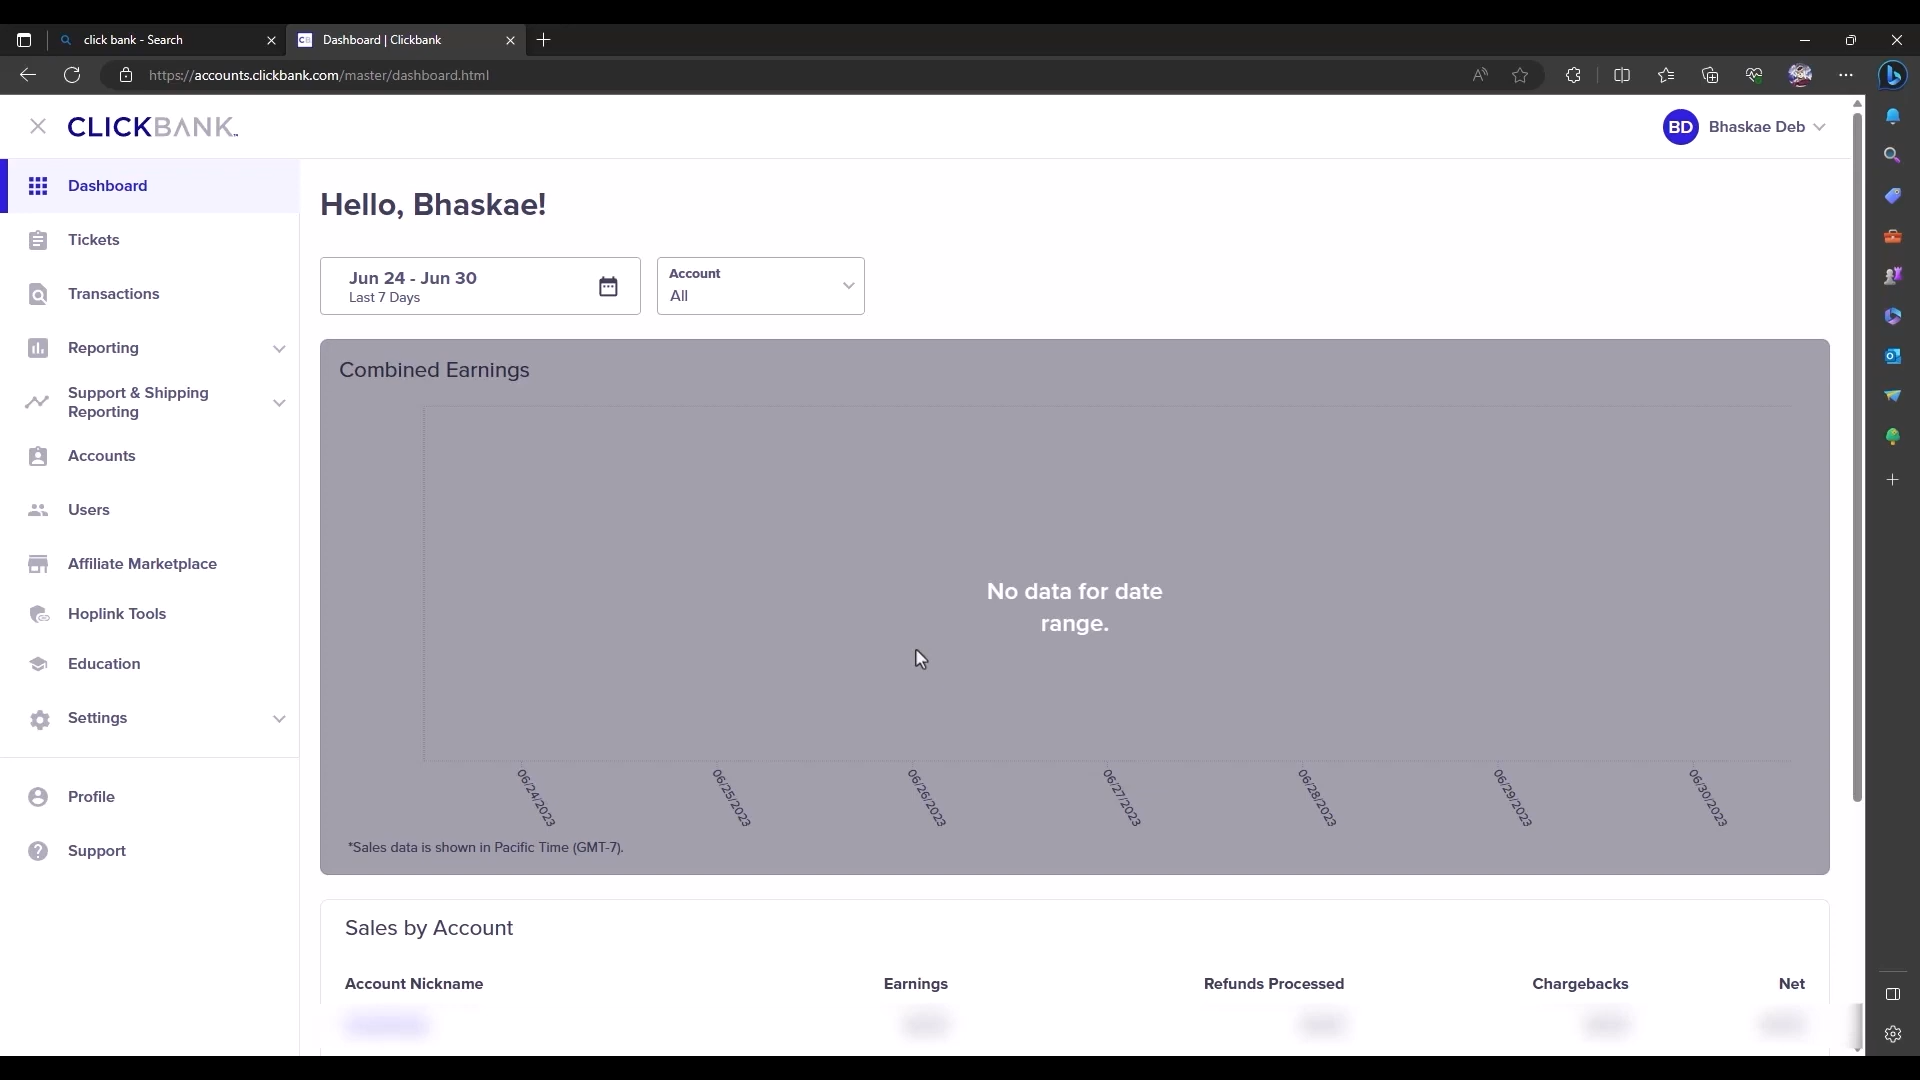 click bank - Search
Dashboard | Clickbank
https://accounts.clickbank.com/master/dashboard.html
CLICKBANK™
BD Bhaskae Deb
Dashboard
Tickets
Transactions
Reporting
Support & Shipping
Reporting
Accounts
Users
Affiliate Marketplace
Hoplink Tools
Education
Settings
Profile
Support
Hello, Bhaskae!
Jun 24 - Jun 30
Last 7 Days
Account
All
Combined Earnings
No data for date
range.
06/24/2023
06/25/2023
06/26/2023
06/27/2023
06/28/2023
06/29/2023
06/30/2023
*Sales data is shown in Pacific Time (GMT-7).
Sales by Account
Account Nickname Earnings Refunds Processed Chargebacks Net